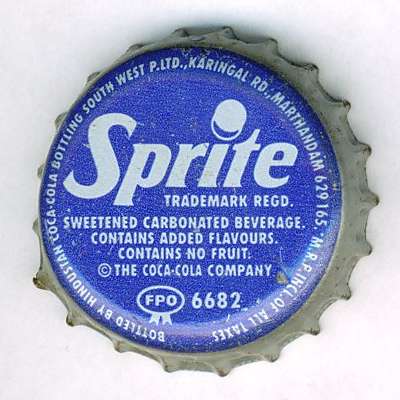 BOTTLED BY HINDUSTAN COCA-COLA BOTTLING SOUTH WEST P.LTD., KARINGAL RD., MARTHANDAM 629165. M.R.P. INCL. OF ALL TAXES
Sprite
TRADEMARK REGD.
SWEETENED CARBONATED BEVERAGE.
CONTAINS ADDED FLAVOURS.
CONTAINS NO FRUIT.
© THE COCA-COLA COMPANY
FPO 6682